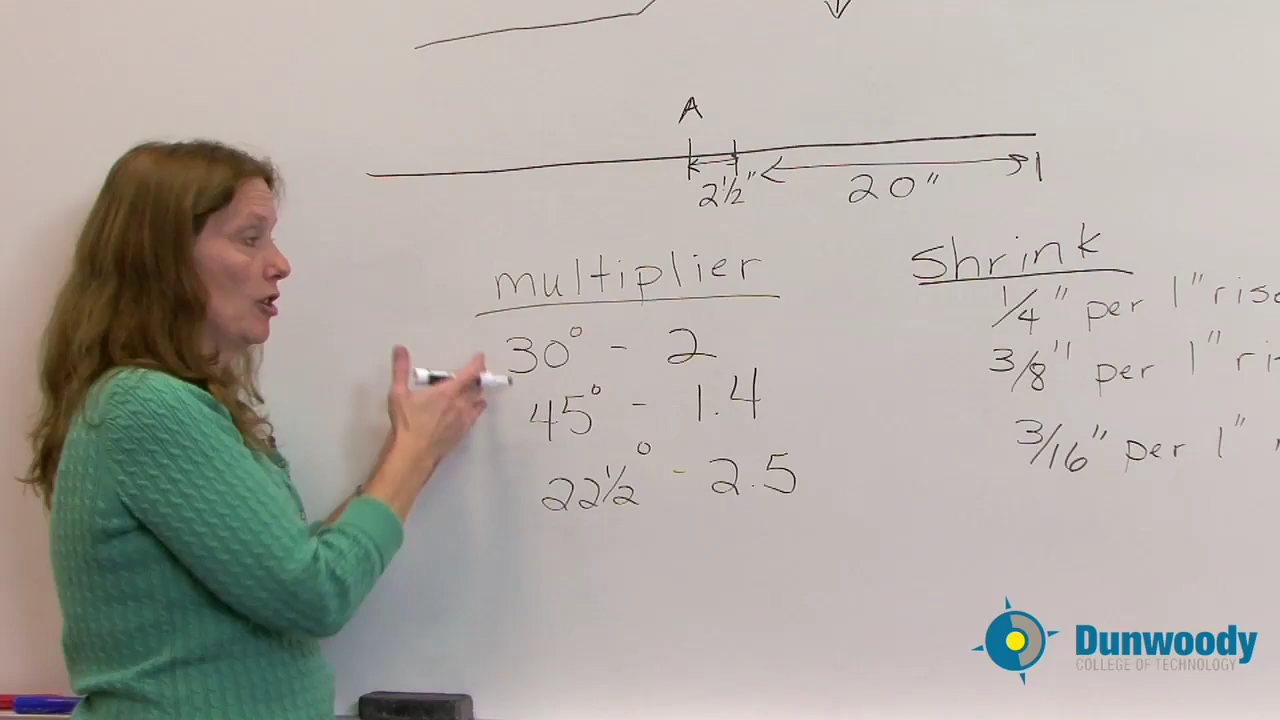 A
2½" 20"
multiplier
30° - 2
45° - 1.4
22½° - 2.5
Shrink
1/4" per 1" rise
3/8" per 1"
3/16" per 1"
Dunwoody
COLLEGE OF TECHNOLOGY